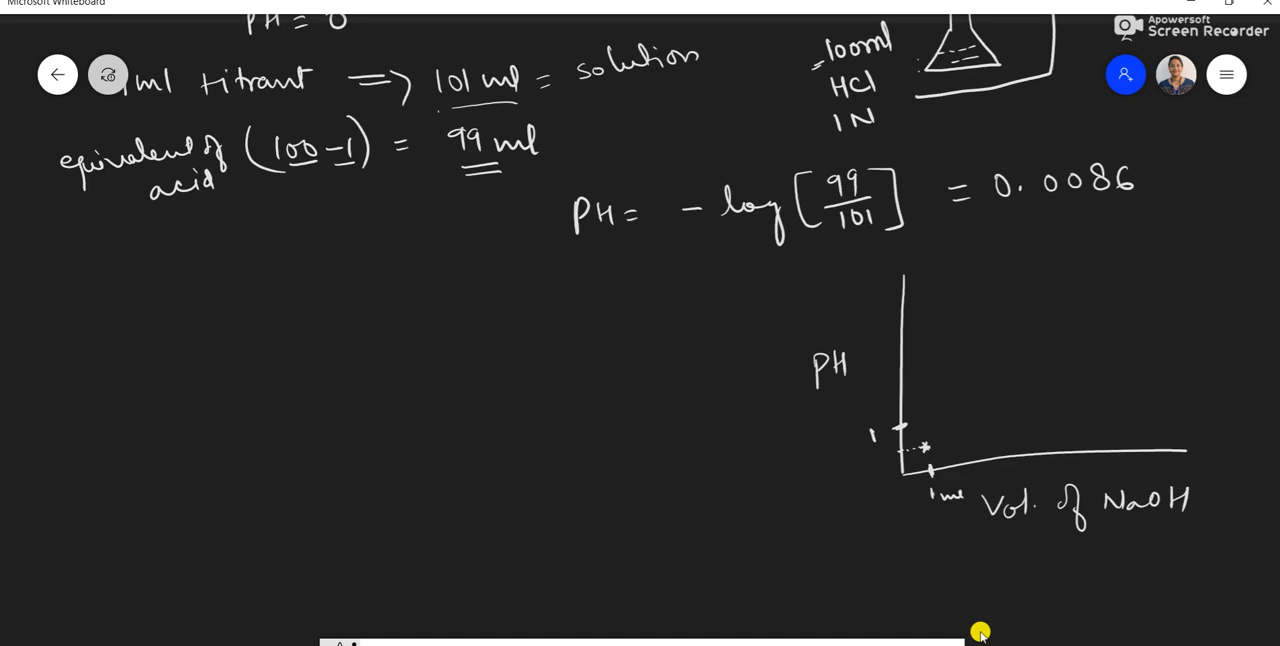 Microsoft Whiteboard
PH = 0
Apowersoft
Screen Recorder
1ml titrant => 101 ml = solution
100ml
HCl
1N
equivalent of (100-1) = 99 ml
acid
PH = - log [99/101] = 0.0086
PH
1
1 ml
Vol. of NaOH